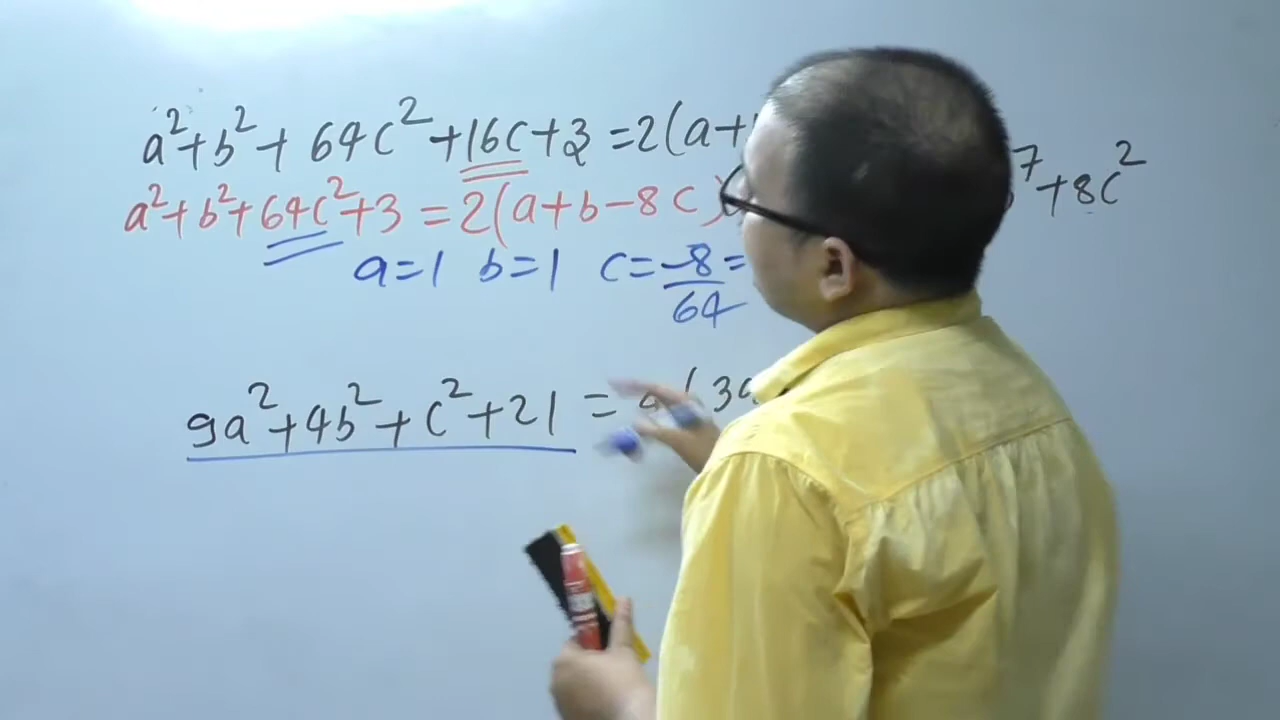 a²+b²+64c²+16c+3=2(a+
7+8c²
a²+b²+64c²+3=2(a+b-8c)
a=1 b=1 c=-8/64=
9a²+4b²+c²+21=